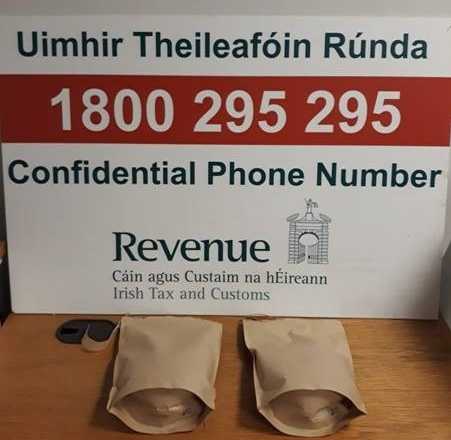 Uimhir Theileafóin Rúnda
1800 295 295
Confidential Phone Number
Revenue
Cáin agus Custaim na hÉireann
Irish Tax and Customs